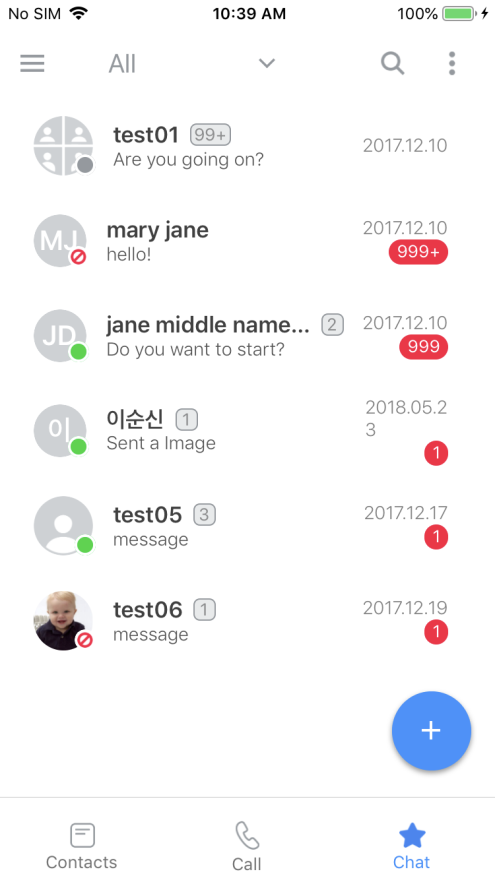 No SIM 10:39 AM 100%
All
test01 99+ 2017.12.10
Are you going on?
MJ mary jane 2017.12.10
hello! 999+
JD jane middle name... 2 2017.12.10
Do you want to start? 999
이 이순신 1 2018.05.2
3
Sent a Image 1
test05 3 2017.12.17
message 1
test06 1 2017.12.19
message 1
+
Contacts Call Chat